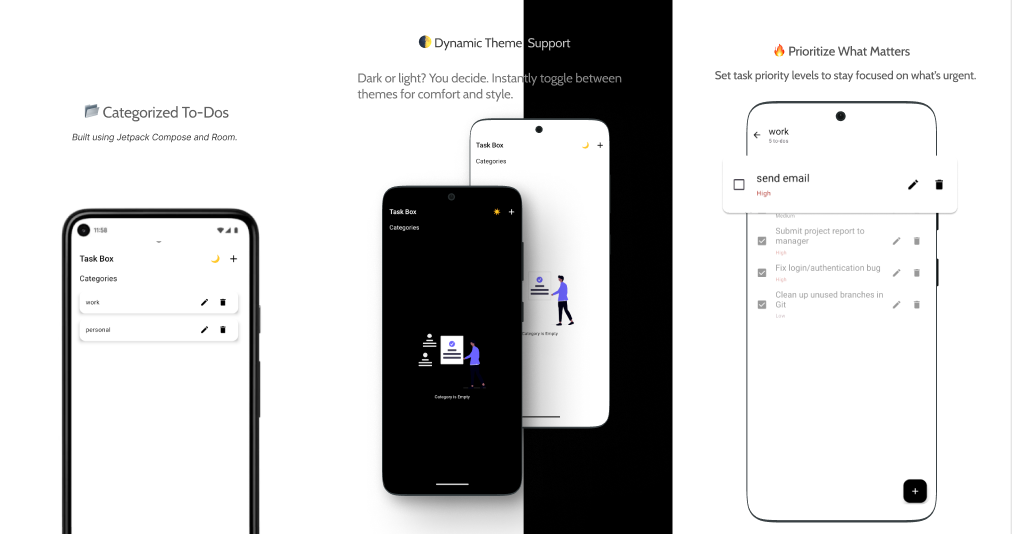 Categorized To-Dos
Built using Jetpack Compose and Room.
11:58
Task Box
Categories
work
personal
Dynamic Theme Support
Dark or light? You decide. Instantly toggle between
themes for comfort and style.
Task Box
Categories
Category is Empty
Task Box
Categories
Category is Empty
Prioritize What Matters
Set task priority levels to stay focused on what's urgent.
work
9 to-dos
send email
High
Medium
Submit project report to
manager
High
Fix login/authentication bug
High
Clean up unused branches in
Git
Low